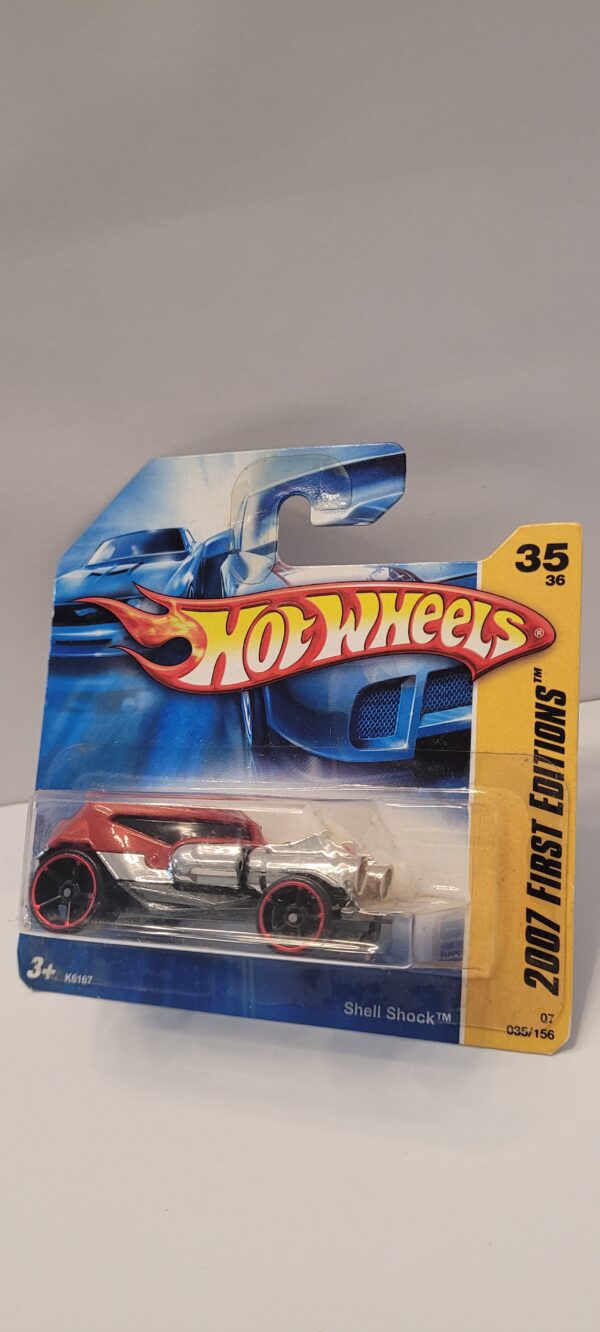 35
36
HOT WHEELS®
2007 FIRST EDITIONS™
3+
K6167
Shell Shock™
07
035/156